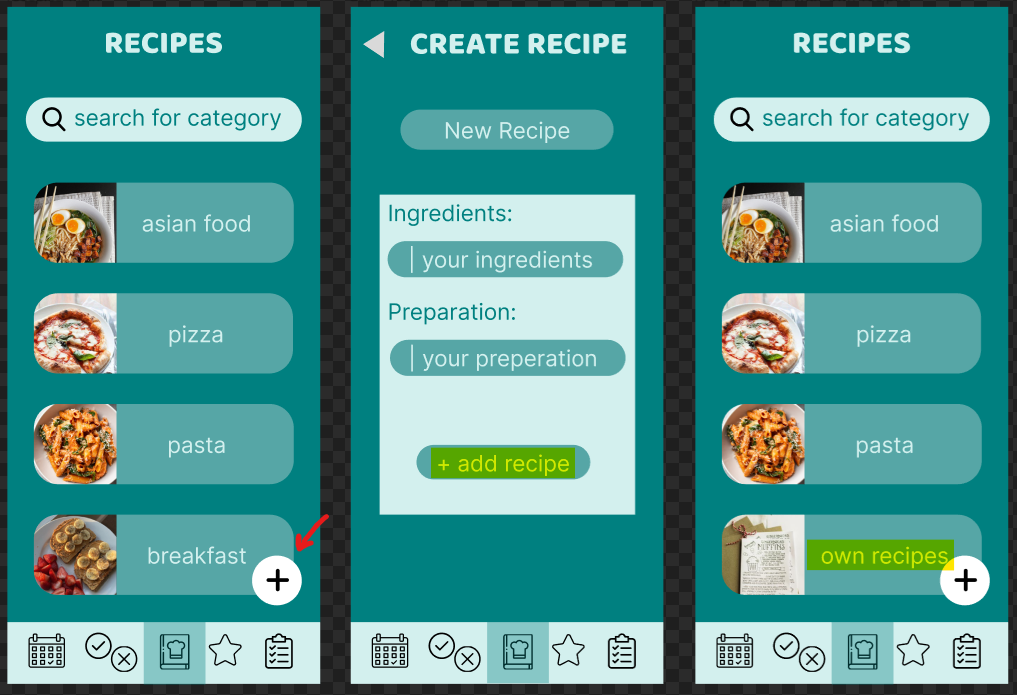 RECIPES
search for category
asian food
pizza
pasta
breakfast
+
CREATE RECIPE
New Recipe
Ingredients:
your ingredients
Preparation:
your preperation
+ add recipe
RECIPES
search for category
asian food
pizza
pasta
MUFFINS
own recipes
+